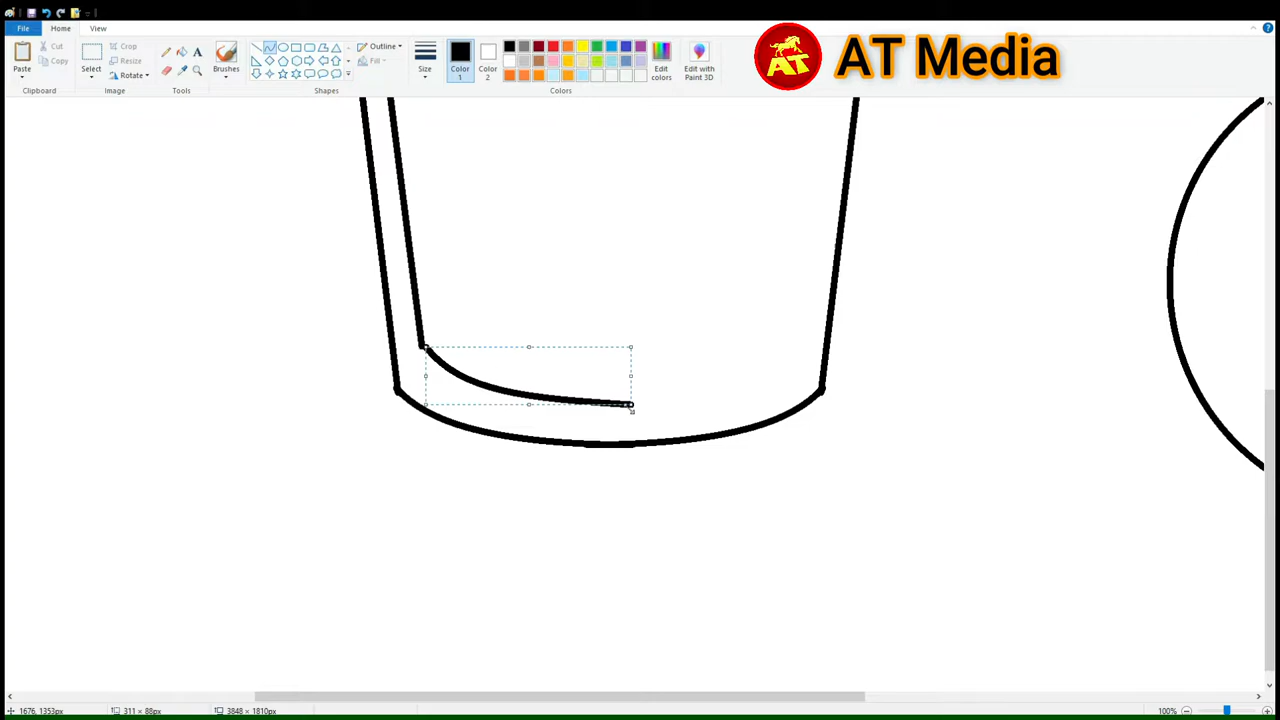 AT AT Media
File Home View
Paste Cut Copy Select Crop Resize Rotate Brushes Outline Fill Size Color 1 Color 2 Edit colors Edit with Paint 3D
Clipboard Image Tools Shapes Colors
1676, 1353px 311 × 88px 3848 × 1810px 100%